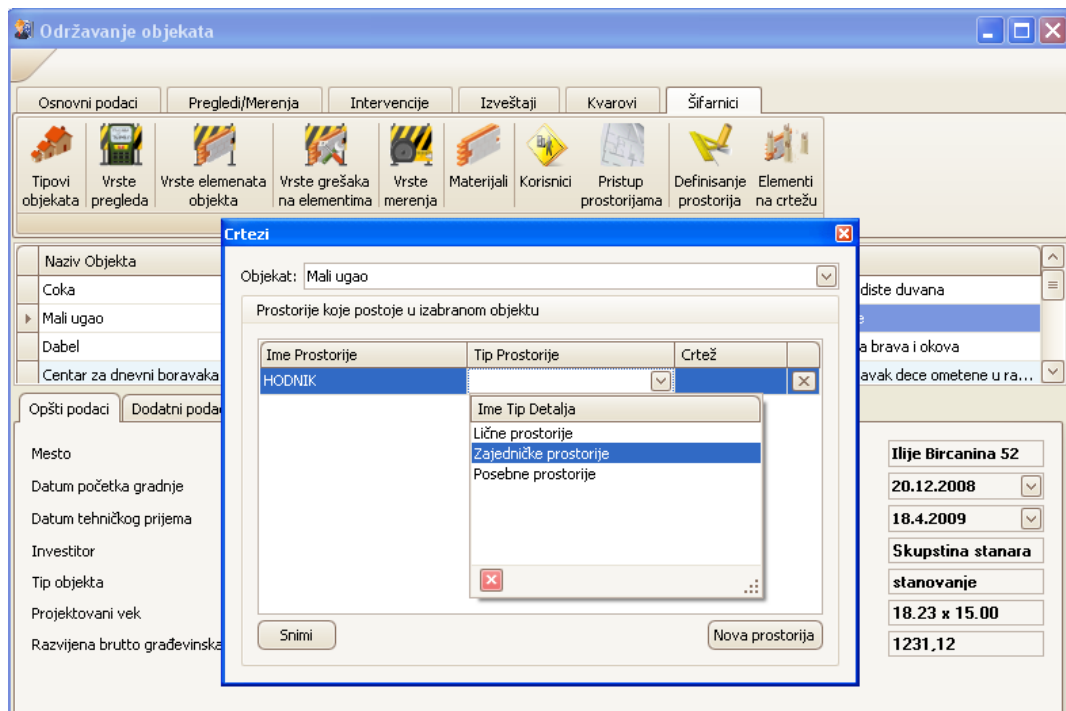 Održavanje objekata
Osnovni podaci Pregledi/Merenja Intervencije Izveštaji Kvarovi Šifarnici
Tipovi objekata
Vrste pregleda
Vrste elemenata objekta
Vrste grešaka na elementima
Vrste merenja
Materijali
Korisnici
Pristup prostorijama
Definisanje prostorija
Elementi na crtežu
Crtezi
Objekat: Mali ugao
Prostorije koje postoje u izabranom objektu
Ime Prostorije Tip Prostorije Crtež
HODNIK
Ime Tip Detalja
Lične prostorije
Zajedničke prostorije
Posebne prostorije
Snimi Nova prostorija
Naziv Objekta
Coka diste duvana
Mali ugao e
Dabel a brava i okova
Centar za dnevni boravaka avak dece ometene u ra...
Opšti podaci Dodatni poda
Mesto Ilije Bircanina 52
Datum početka gradnje 20.12.2008
Datum tehničkog prijema 18.4.2009
Investitor Skupstina stanara
Tip objekta stanovanje
Projektovani vek 18.23 x 15.00
Razvijena brutto građevinska 1231,12